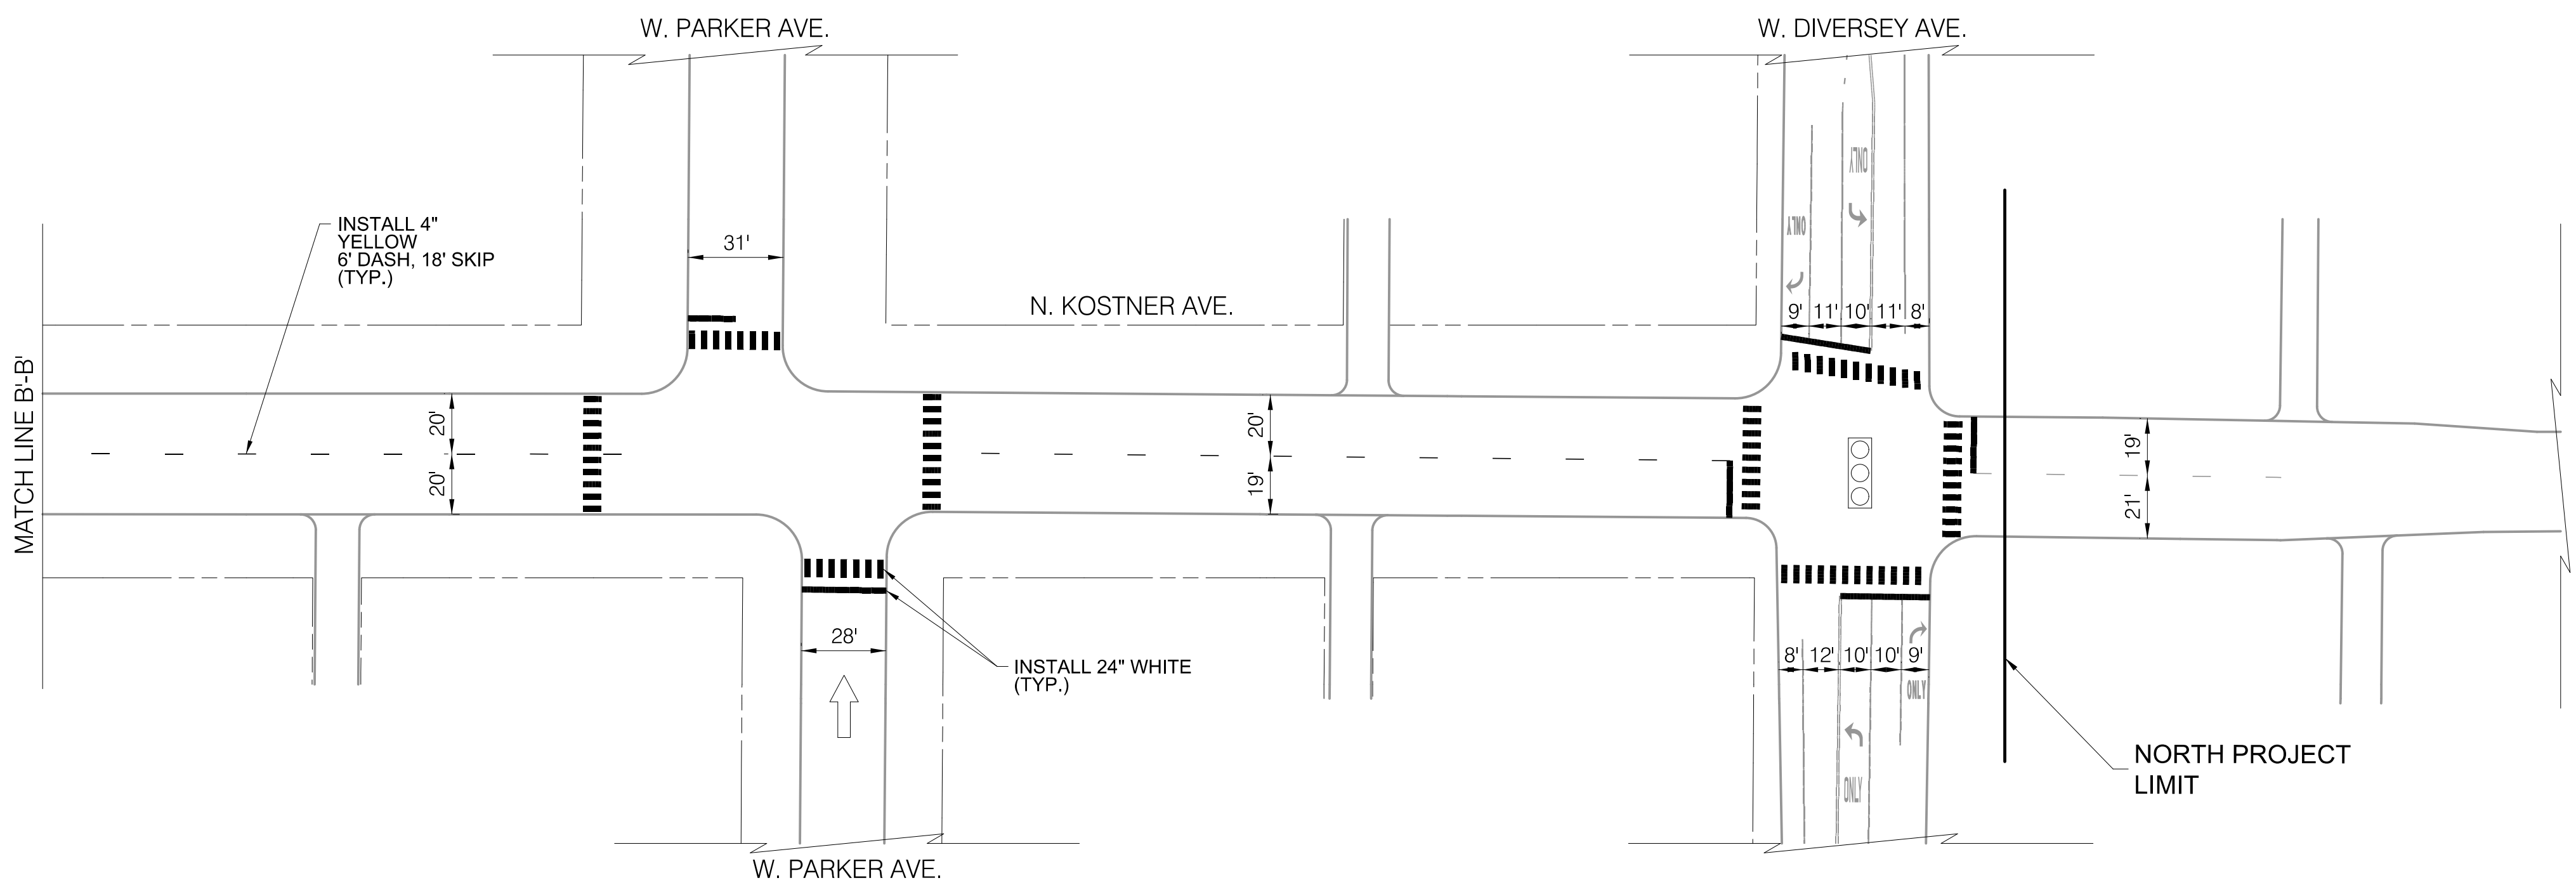 W. PARKER AVE.
W. DIVERSEY AVE.
INSTALL 4"
YELLOW
6' DASH, 18' SKIP
(TYP.)
31'
N. KOSTNER AVE.
ONLY
ONLY
9' 11' 10' 11' 8'
MATCH LINE B'-B'
20'
20'
20'
19'
19'
21'
28'
INSTALL 24" WHITE
(TYP.)
8' 12' 10' 10' 9'
ONLY
ONLY
NORTH PROJECT
LIMIT
W. PARKER AVE.